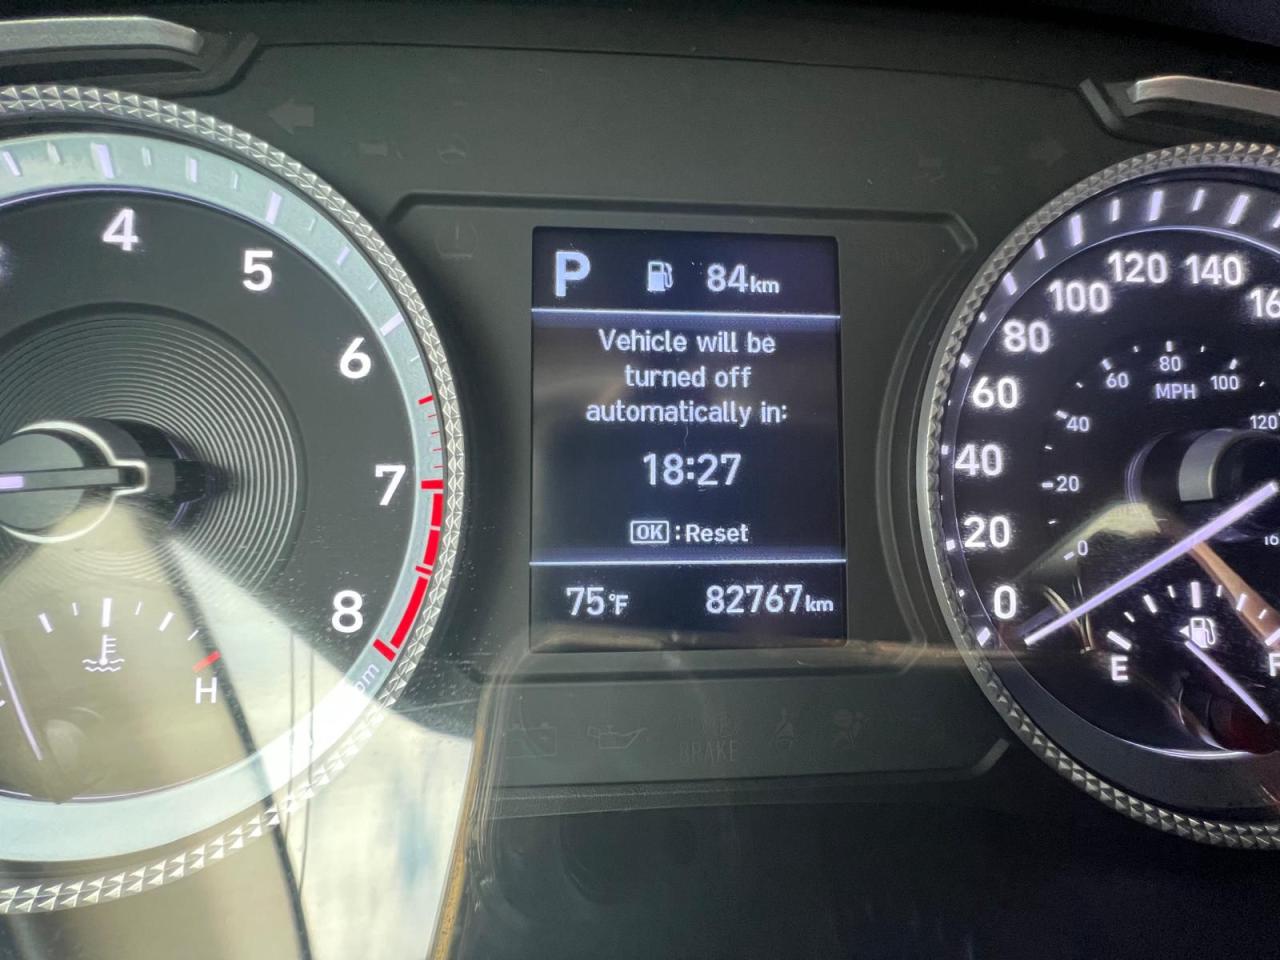 4
5
6
7
8
H
P 84km
Vehicle will be
turned off
automatically in:
18:27
OK : Reset
75°F 82767km
BRAKE
0
20
40
60
80
100
120
140
0
20
40
60
80
100
120
MPH
E
F